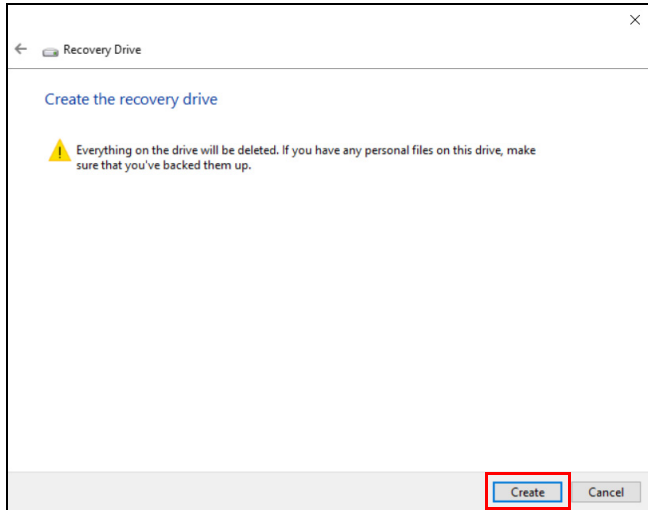 Recovery Drive
Create the recovery drive
Everything on the drive will be deleted. If you have any personal files on this drive, make
sure that you've backed them up.
Create Cancel